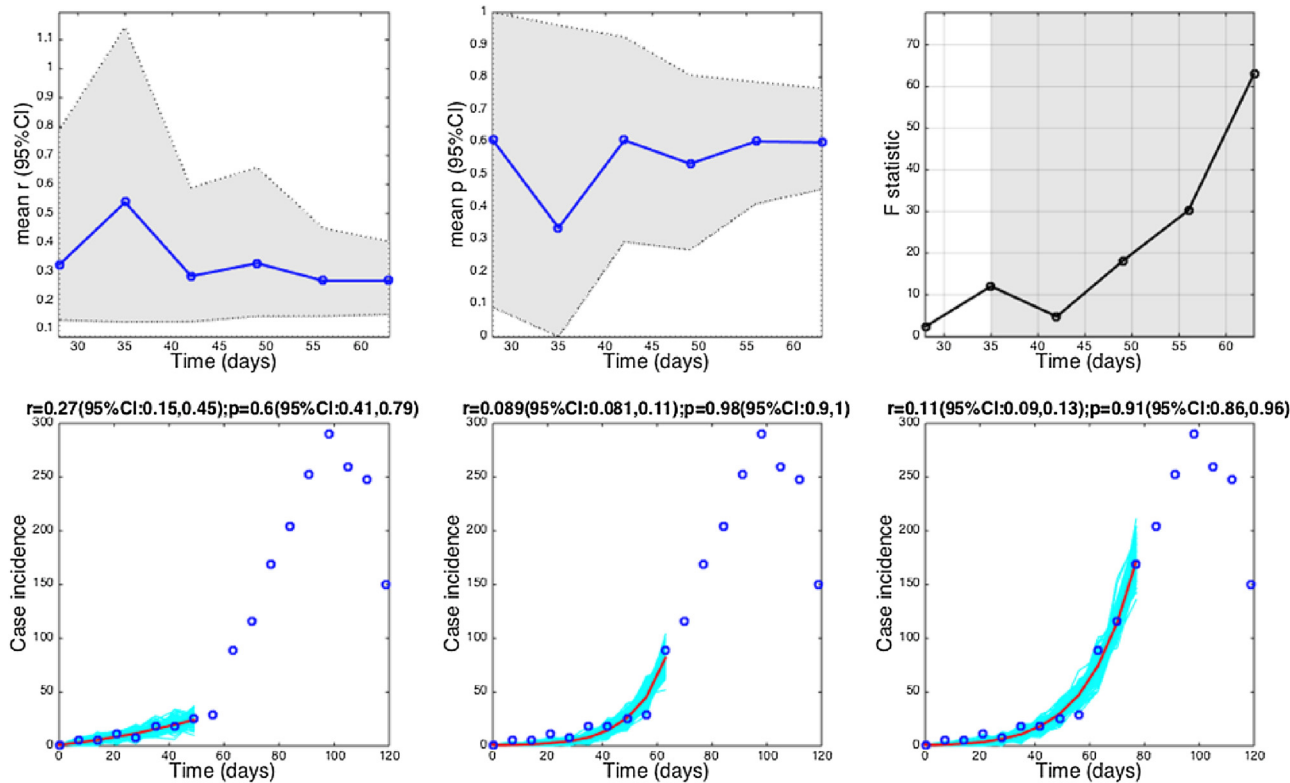 mean r (95%CI)
1.1
1
0.9
0.8
0.7
0.6
0.5
0.4
0.3
0.2
0.1
30 35 40 45 50 55 60
Time (days)
mean p (95%CI)
1
0.9
0.8
0.7
0.6
0.5
0.4
0.3
0.2
0.1
0
30 35 40 45 50 55 60
Time (days)
F statistic
70
60
50
40
30
20
10
0
30 35 40 45 50 55 60
Time (days)
r=0.27(95%CI:0.15,0.45);p=0.6(95%CI:0.41,0.79)
Case incidence
300
250
200
150
100
50
0
0 20 40 60 80 100 120
Time (days)
r=0.089(95%CI:0.081,0.11);p=0.98(95%CI:0.9,1)
Case incidence
300
250
200
150
100
50
0
0 20 40 60 80 100 120
Time (days)
r=0.11(95%CI:0.09,0.13);p=0.91(95%CI:0.86,0.96)
Case incidence
300
250
200
150
100
50
0
0 20 40 60 80 100 120
Time (days)